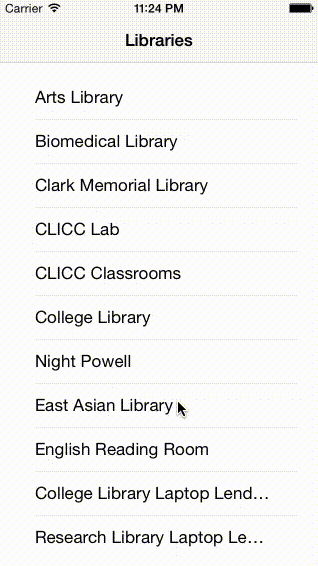 Carrier 11:24 PM
Libraries
Arts Library
Biomedical Library
Clark Memorial Library
CLICC Lab
CLICC Classrooms
College Library
Night Powell
East Asian Library
English Reading Room
College Library Laptop Lend...
Research Library Laptop Le...